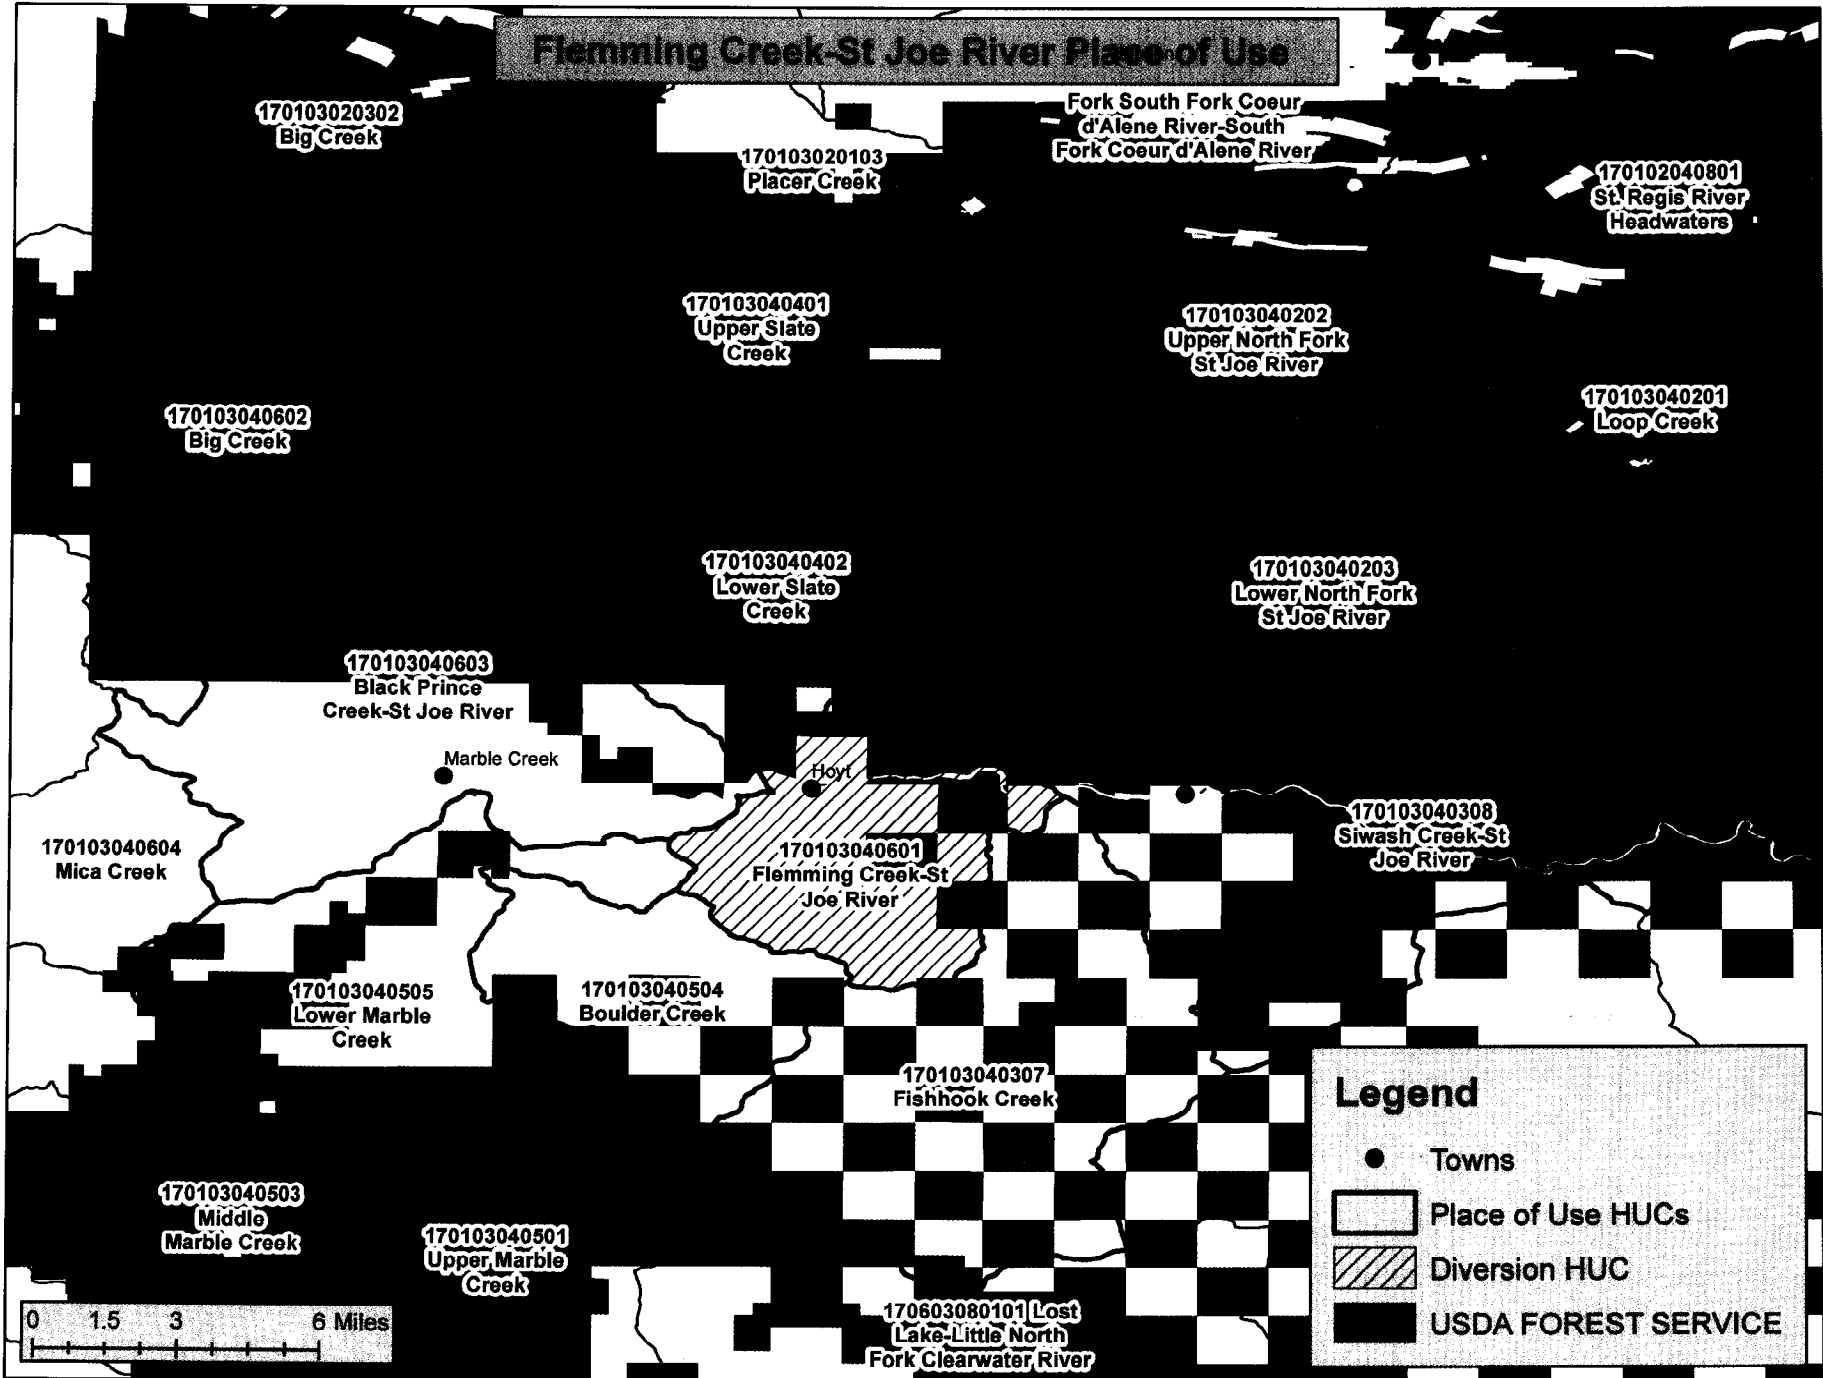 Flemming Creek-St Joe River Place of Use
170103020302
Big Creek
Fork South Fork Coeur
d'Alene River-South
Fork Coeur d'Alene River
170103020103
Placer Creek
170102040801
St. Regis River
Headwaters
170103040401
Upper Slate
Creek
170103040202
Upper North Fork
St Joe River
170103040602
Big Creek
170103040201
Loop Creek
170103040402
Lower Slate
Creek
170103040203
Lower North Fork
St Joe River
170103040603
Black Prince
Creek-St Joe River
Marble Creek
Hoyt
170103040604
Mica Creek
170103040601
Flemming Creek-St
Joe River
170103040308
Siwash Creek-St
Joe River
170103040505
Lower Marble
Creek
170103040504
Boulder Creek
170103040307
Fishhook Creek
170103040503
Middle
Marble Creek
170103040501
Upper Marble
Creek
170603080101 Lost
Lake-Little North
Fork Clearwater River
Legend
Towns
Place of Use HUCs
Diversion HUC
USDA FOREST SERVICE
0 1.5 3 6 Miles